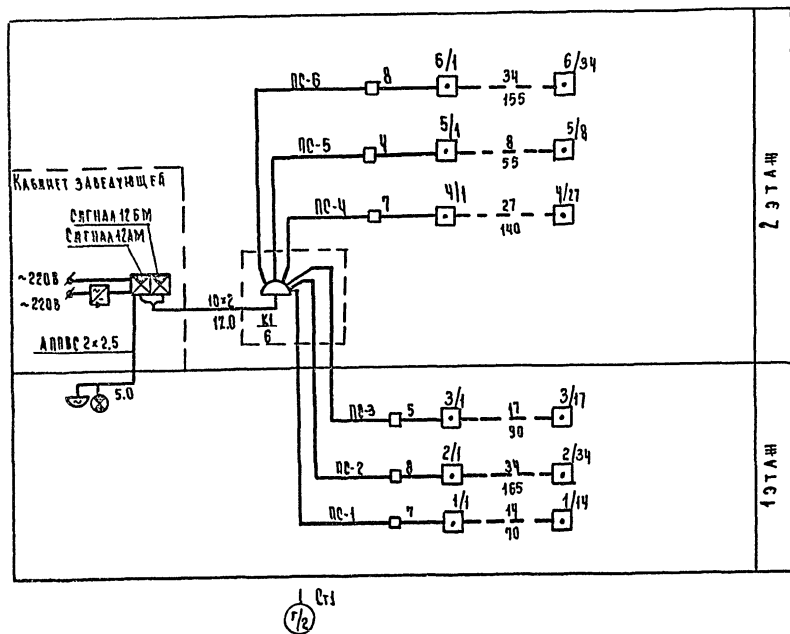 6/1 34 6/34
ПС-6 8
155
5/1 8 5/8
ПС-5 4
55
4/1 27 4/27
ПС-4 7
140
2 ЭТАЖ
КАБИНЕТ ЗАВЕДУЮЩЕЙ
СИГНАЛ 12БМ
СИГНАЛ 12АМ
~220В
~220В
10×2
12.0
К1
6
АППВС 2×2,5
5.0
3/1 17 3/17
ПС-3 5
90
2/1 34 2/34
ПС-2 8
165
1/1 14 1/14
ПС-1 7
70
1 ЭТАЖ
Ст1
Г/2